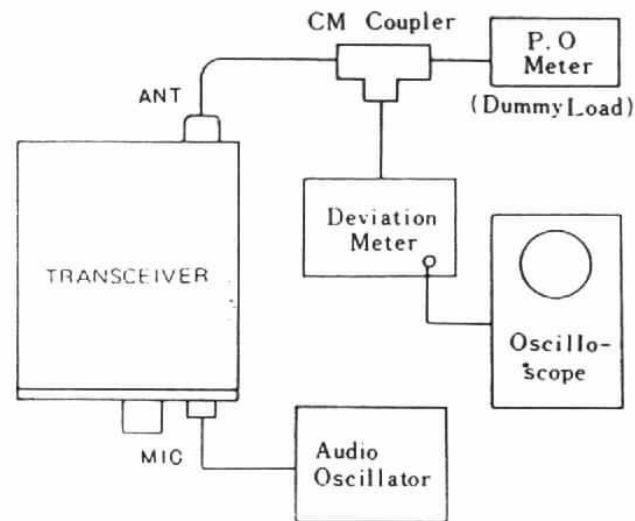 CM Coupler
P. O
Meter
(Dummy Load)
ANT
Deviation
Meter
TRANSCEIVER
Oscillo-
scope
MIC
Audio
Oscillator